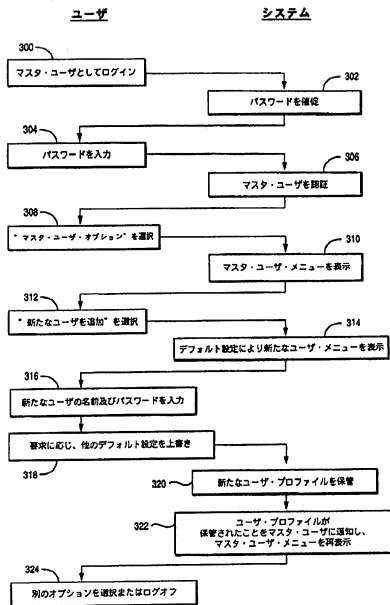 ユーザ
システム
300
マスタ・ユーザとしてログイン
302
パスワードを催促
304
パスワードを入力
306
マスタ・ユーザを認証
308
"マスタ・ユーザ・オプション"を選択
310
マスタ・ユーザ・メニューを表示
312
"新たなユーザを追加"を選択
314
デフォルト設定により新たなユーザ・メニューを表示
316
新たなユーザの名前及びパスワードを入力
要求に応じ、他のデフォルト設定を上書き
318
320
新たなユーザ・プロファイルを保管
322
ユーザ・プロファイルが
保管されたことをマスタ・ユーザに通知し、
マスタ・ユーザ・メニューを再表示
324
別のオプションを選択またはログオフ